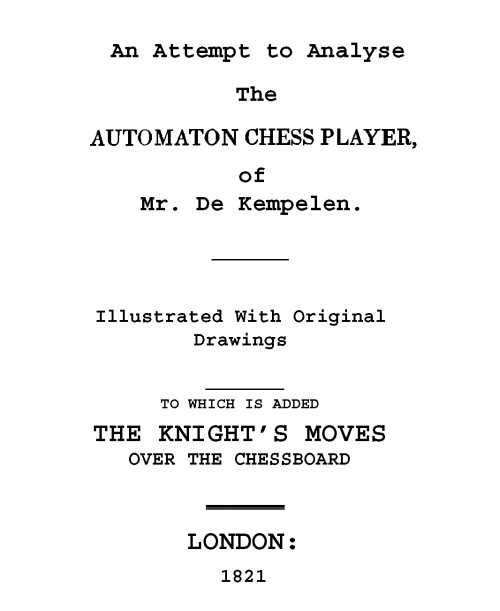 An Attempt to Analyse
The
AUTOMATON CHESS PLAYER,
of
Mr. De Kempelen.
Illustrated With Original
Drawings
TO WHICH IS ADDED
THE KNIGHT'S MOVES
OVER THE CHESSBOARD
LONDON:
1821